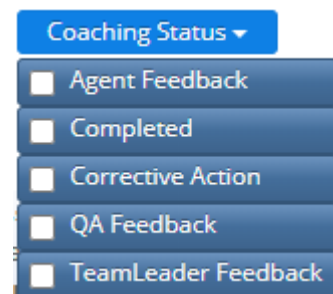 Coaching Status
Agent Feedback
Completed
Corrective Action
QA Feedback
TeamLeader Feedback